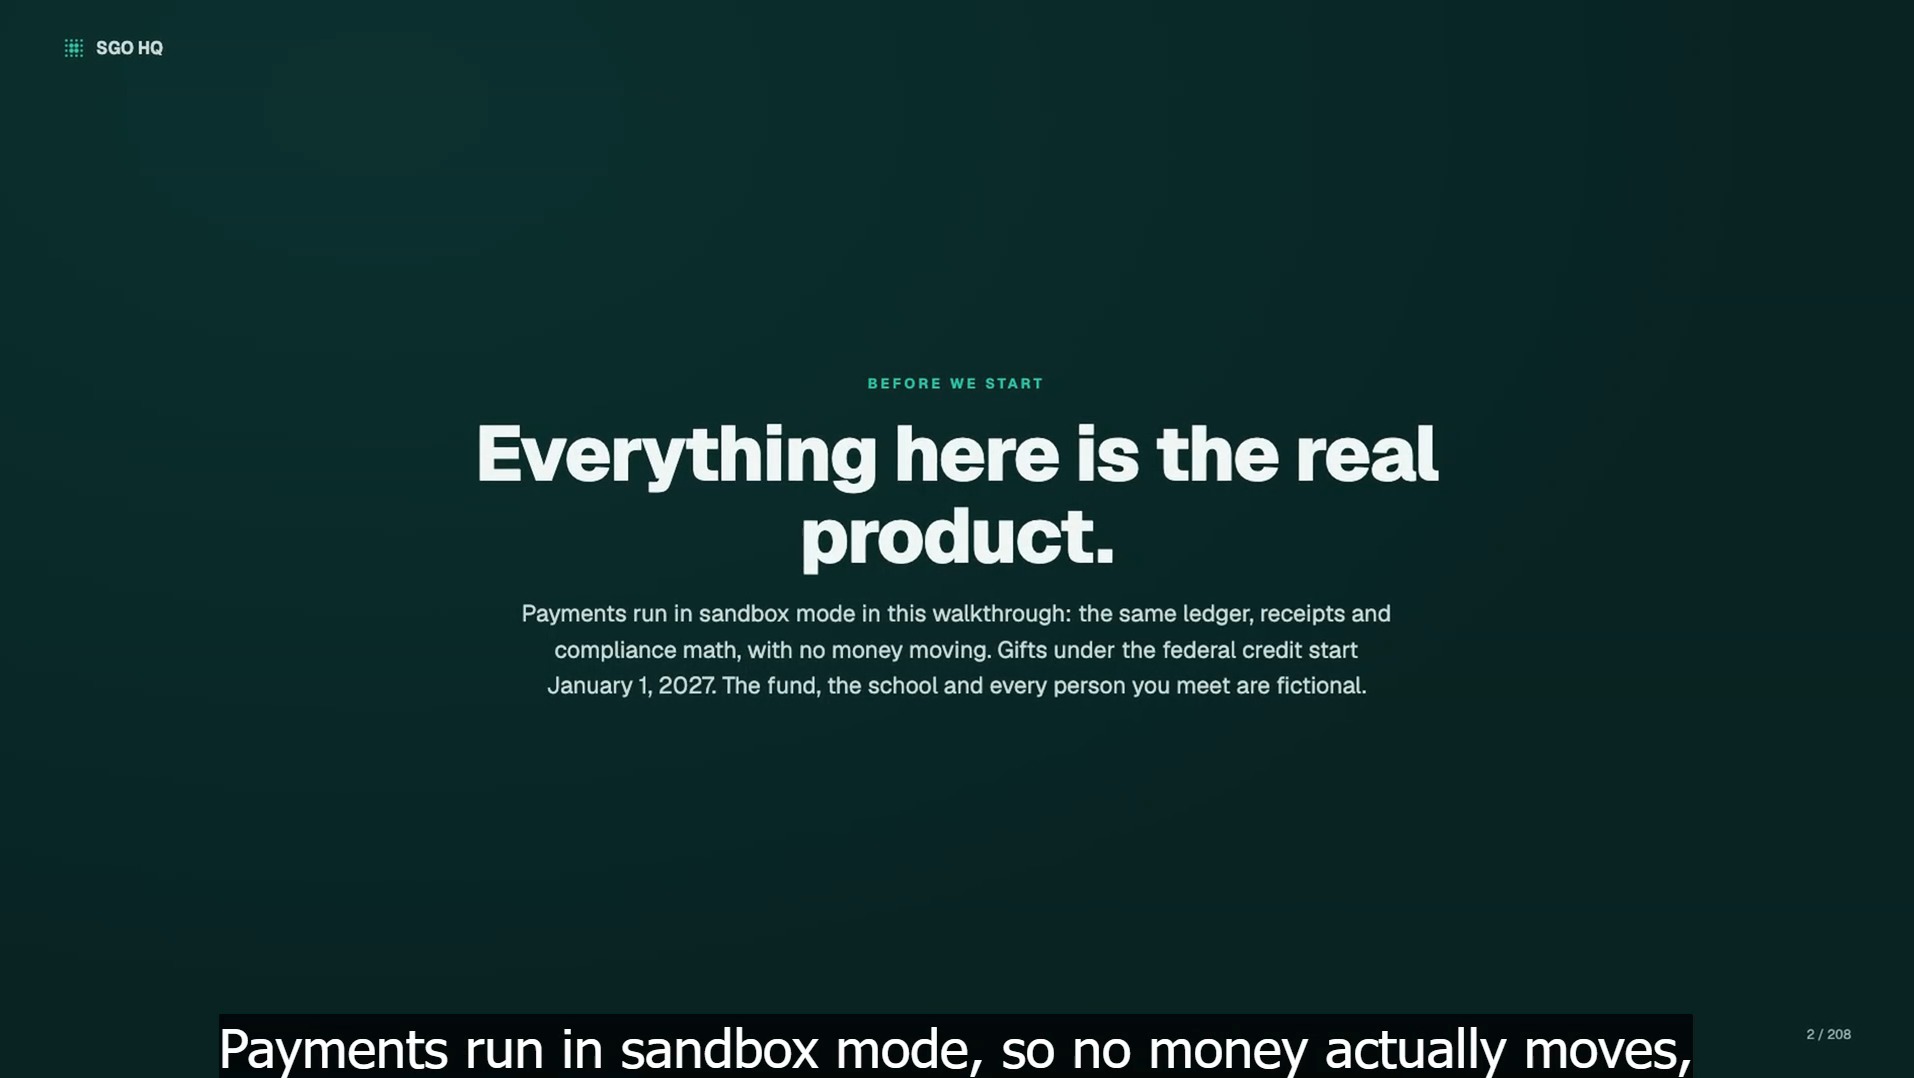 SGO HQ
BEFORE WE START
Everything here is the real
product.
Payments run in sandbox mode in this walkthrough: the same ledger, receipts and
compliance math, with no money moving. Gifts under the federal credit start
January 1, 2027. The fund, the school and every person you meet are fictional.
Payments run in sandbox mode, so no money actually moves,
2 / 208